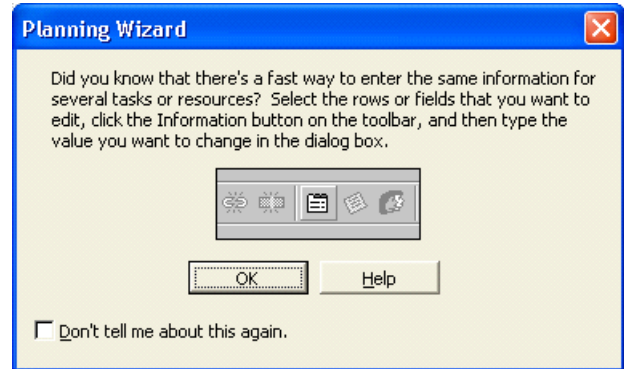 Planning Wizard
Did you know that there's a fast way to enter the same information for
several tasks or resources? Select the rows or fields that you want to
edit, click the Information button on the toolbar, and then type the
value you want to change in the dialog box.
OK
Help
Don't tell me about this again.